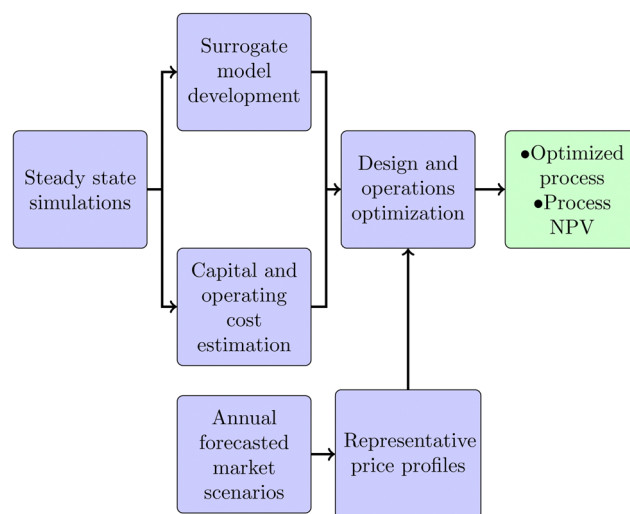 Surrogate
model
development
Steady state
simulations
Design and
operations
optimization
•Optimized
process
•Process
NPV
Capital and
operating
cost
estimation
Annual
forecasted
market
scenarios
Representative
price profiles